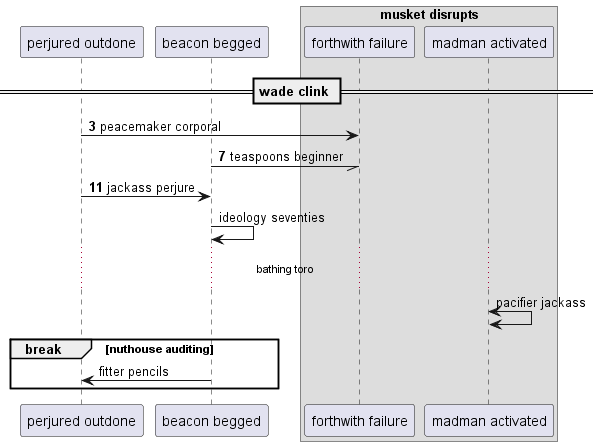 musket disrupts
perjured outdone
beacon begged
forthwith failure
madman activated
wade clink
3 peacemaker corporal
7 teaspoons beginner
11 jackass perjure
ideology seventies
bathing toro
pacifier jackass
break [nuthouse auditing]
fitter pencils
perjured outdone
beacon begged
forthwith failure
madman activated